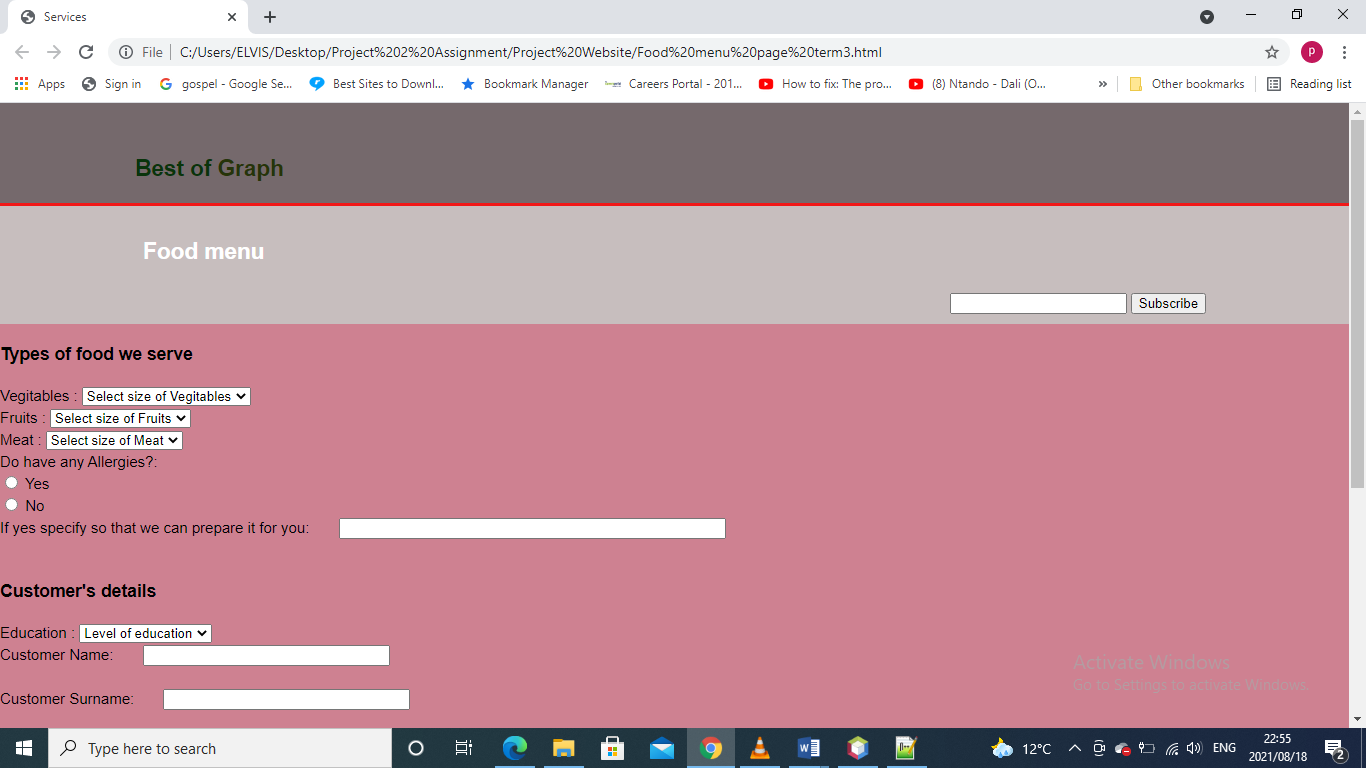 Services
File C:/Users/ELVIS/Desktop/Project%202%20Assignment/Project%20Website/Food%20menu%20page%20term3.html
P
Apps Sign in gospel - Google Se... Best Sites to Downl... Bookmark Manager Careers Portal - 201... How to fix: The pro... (8) Ntando - Dali (O... » Other bookmarks Reading list
Best of Graph
Food menu
Subscribe
Types of food we serve
Vegitables : Select size of Vegitables
Fruits : Select size of Fruits
Meat : Select size of Meat
Do have any Allergies?:
Yes
No
If yes specify so that we can prepare it for you:
Customer's details
Education : Level of education
Customer Name:
Customer Surname:
Activate Windows
Go to Settings to activate Windows.
Type here to search
12°C
ENG
22:55
2021/08/18
2